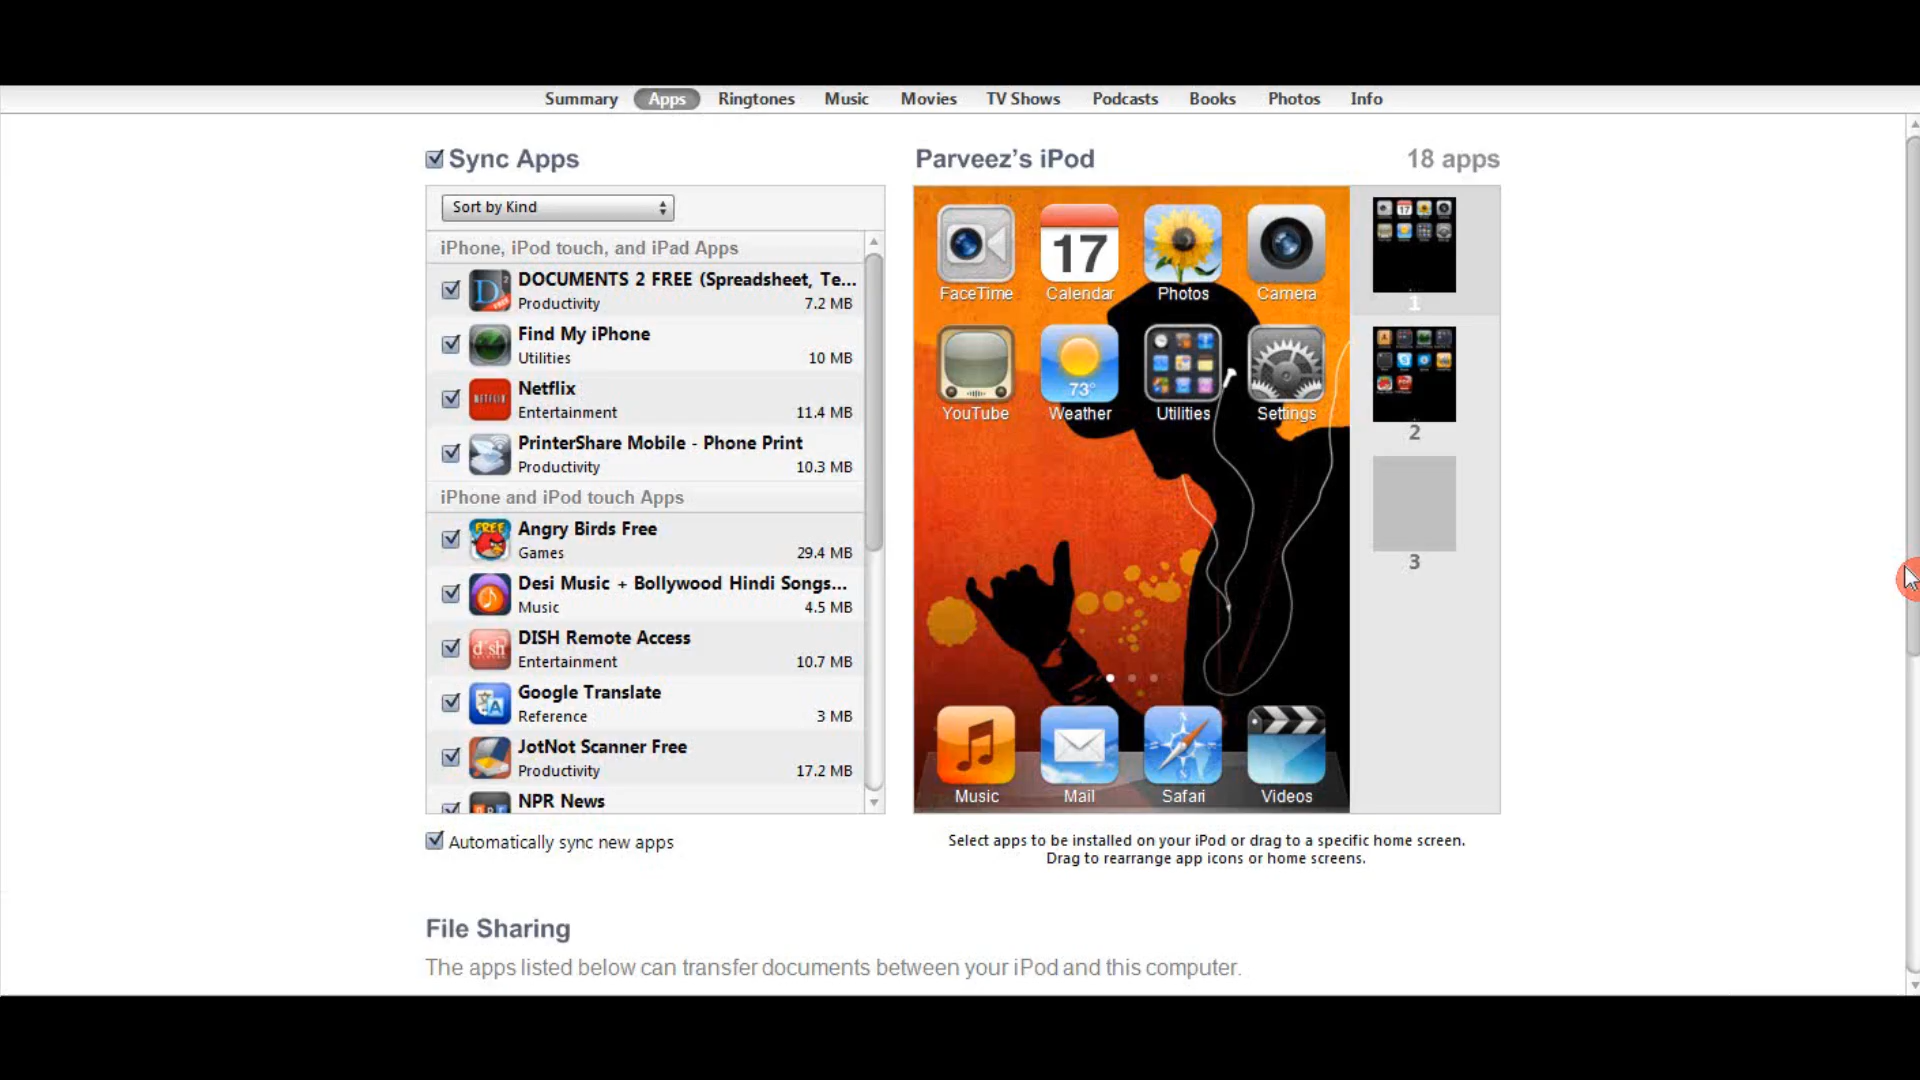 Summary Apps Ringtones Music Movies TV Shows Podcasts Books Photos Info
Sync Apps
Sort by Kind
iPhone, iPod touch, and iPad Apps
DOCUMENTS 2 FREE (Spreadsheet, Te...
Productivity 7.2 MB
Find My iPhone
Utilities 10 MB
Netflix
NETFLIX
Entertainment 11.4 MB
PrinterShare Mobile - Phone Print
Productivity 10.3 MB
iPhone and iPod touch Apps
FREE
Angry Birds Free
Games 29.4 MB
Desi Music + Bollywood Hindi Songs...
Music 4.5 MB
DISH Remote Access
dish
Entertainment 10.7 MB
Google Translate
A
Reference 3 MB
JotNot Scanner Free
Productivity 17.2 MB
NPR News
Automatically sync new apps
Parveez’s iPod 18 apps
17
FaceTime Calendar Photos Camera
73°
YouTube Weather Utilities Settings
Music Mail Safari Videos
1
2
3
Select apps to be installed on your iPod or drag to a specific home screen.
Drag to rearrange app icons or home screens.
File Sharing
The apps listed below can transfer documents between your iPod and this computer.